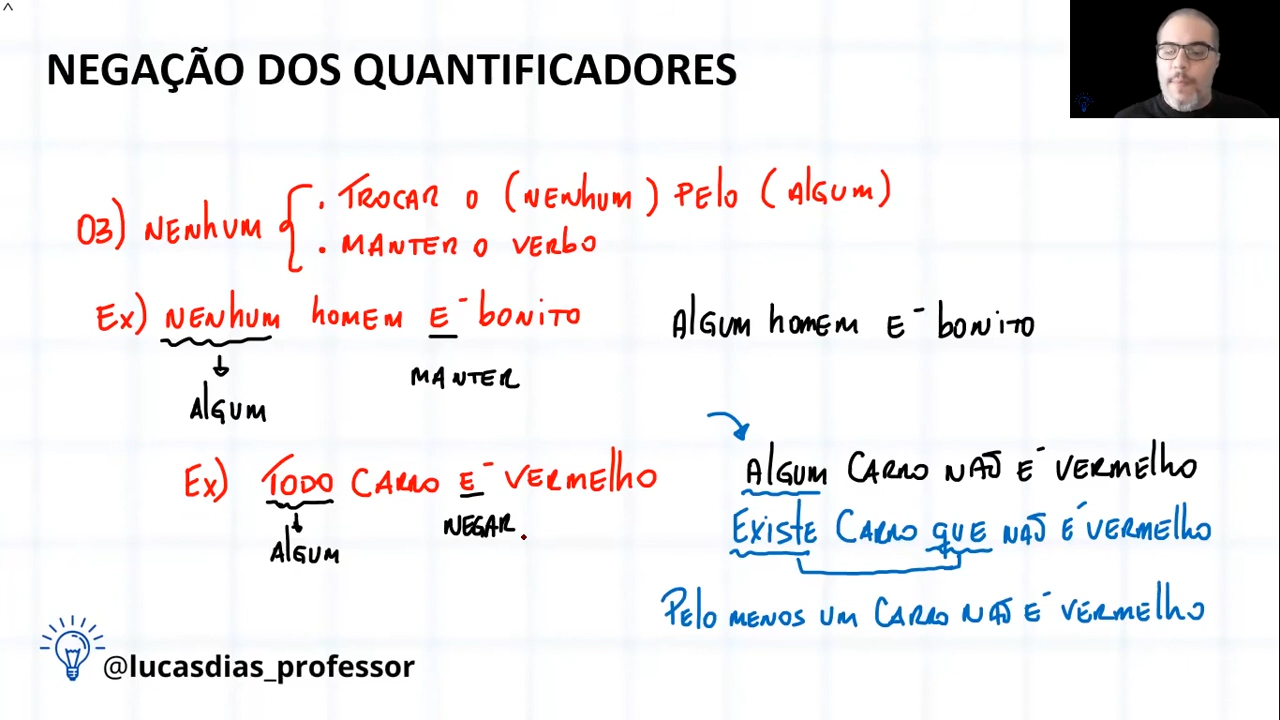 ^
NEGAÇÃO DOS QUANTIFICADORES
03) NENHUM { . TROCAR O (NENHUM) PELO (ALGUM)
. MANTER O VERBO
Ex) NENHUM HOMEM É BONITO
ALGUM HOMEM É BONITO
MANTER
ALGUM
Ex) TODO CARRO É VERMELHO
ALGUM CARRO NÃO É VERMELHO
NEGAR
ALGUM
EXISTE CARRO QUE NÃO É VERMELHO
PELO MENOS UM CARRO NÃO É VERMELHO
@lucasdias_professor